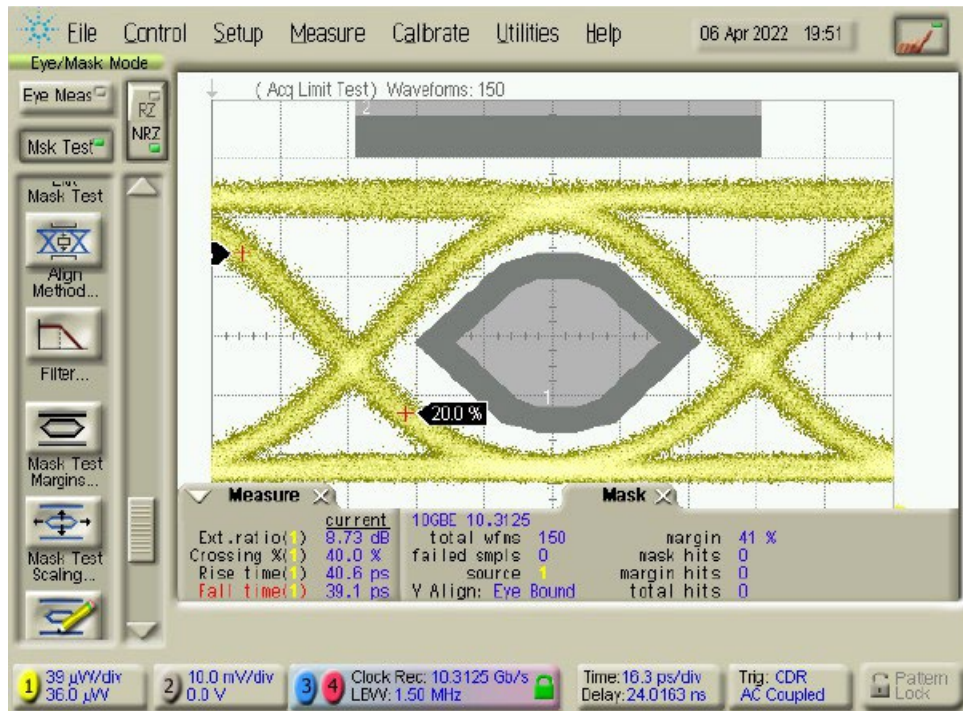 File Control Setup Measure Calibrate Utilities Help 06 Apr 2022 19:51
Eye/Mask Mode
Eye Meas
RZ
NRZ
Msk Test
Mask Test
Align
Method...
Filter...
Mask Test
Margins...
Mask Test
Scaling...
( Acq Limit Test) Waveforms: 150
2
1
20.0 %
Measure
current
Ext.ratio(1) 8.73 dB
Crossing %(1) 40.0 %
Rise time(1) 40.6 ps
Fall time(1) 39.1 ps
Mask
10GBE 10.3125
total wfms 150 margin 41 %
failed smpls 0 mask hits 0
source 1 margin hits 0
Y Align: Eye Bound total hits 0
1 39 µW/div
36.0 µW
2 10.0 mV/div
0.0 V
3 4 Clock Rec: 10.3125 Gb/s
LBW: 1.50 MHz
Time:16.3 ps/div
Delay:24.0163 ns
Trig: CDR
AC Coupled
Pattern
Lock